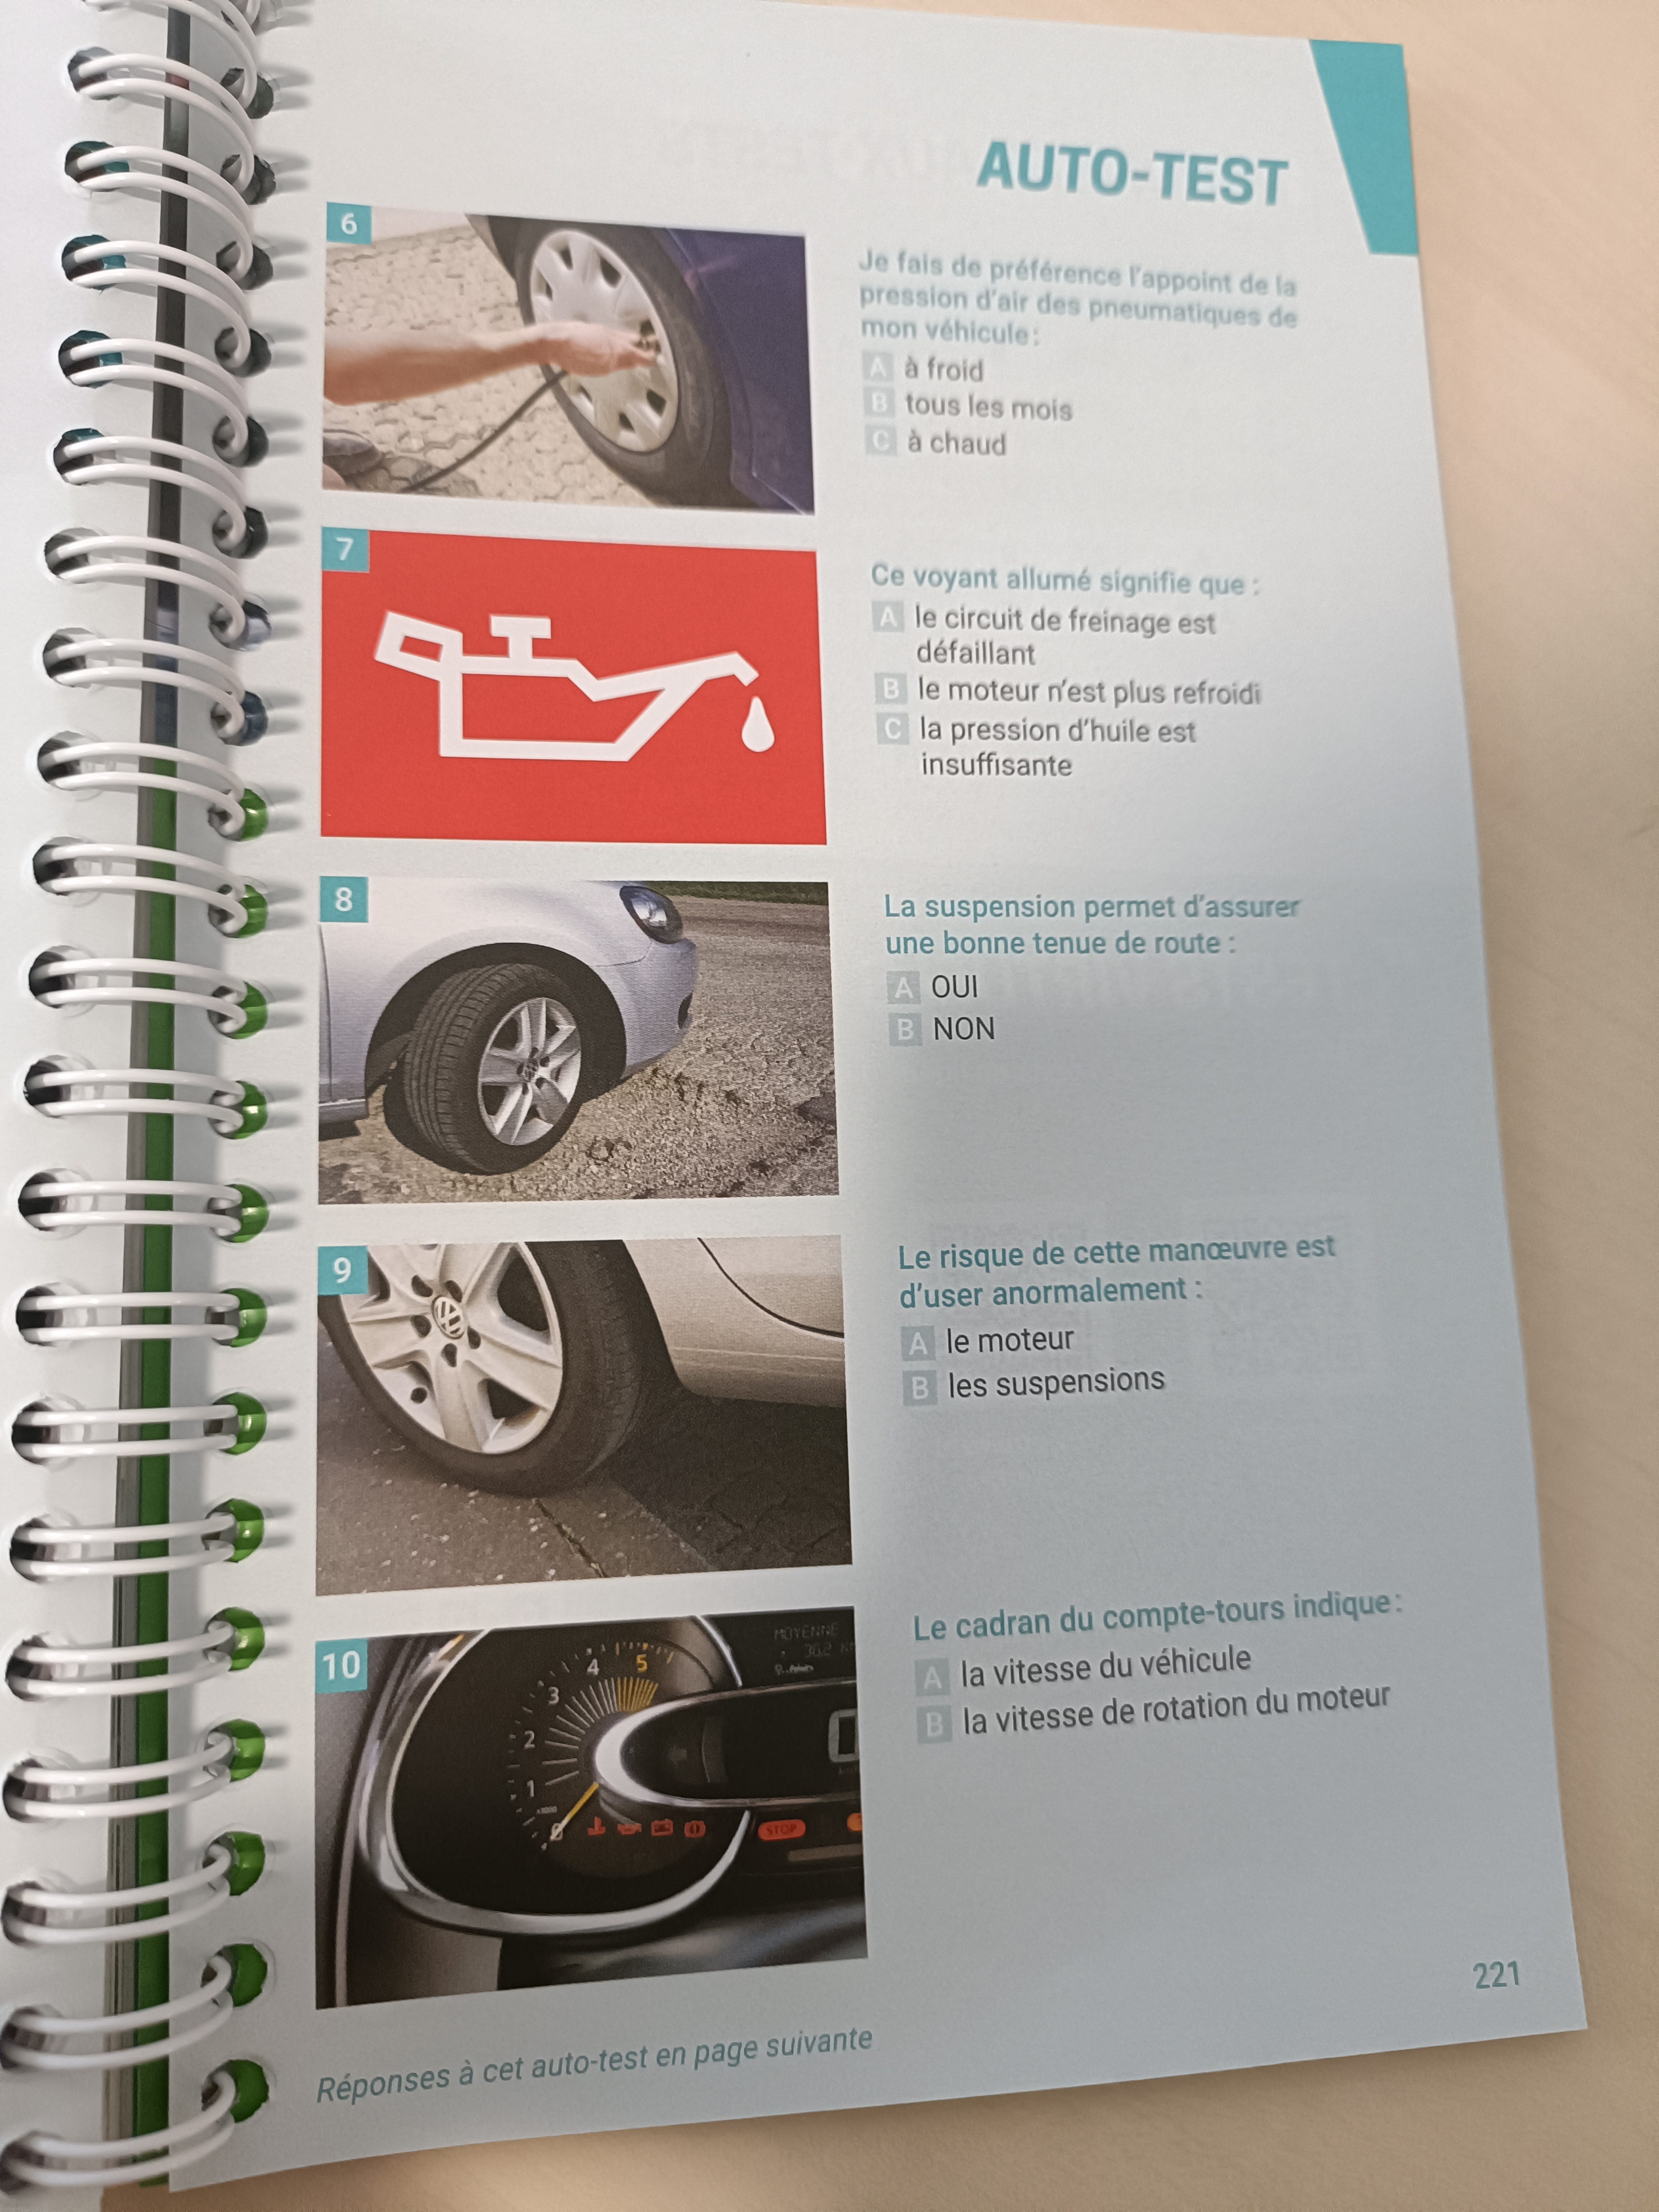 AUTO-TEST
6
Je fais de préférence l'appoint de la
pression d'air des pneumatiques de
mon véhicule :
A à froid
B tous les mois
C à chaud
7
Ce voyant allumé signifie que :
A le circuit de freinage est
défaillant
B le moteur n'est plus refroidi
C la pression d'huile est
insuffisante
8
La suspension permet d'assurer
une bonne tenue de route :
A OUI
B NON
9
Le risque de cette manœuvre est
d'user anormalement :
A le moteur
B les suspensions
10
MOYENNE
4 5
3
2
1
0
STOP
Le cadran du compte-tours indique :
A la vitesse du véhicule
B la vitesse de rotation du moteur
221
Réponses à cet auto-test en page suivante